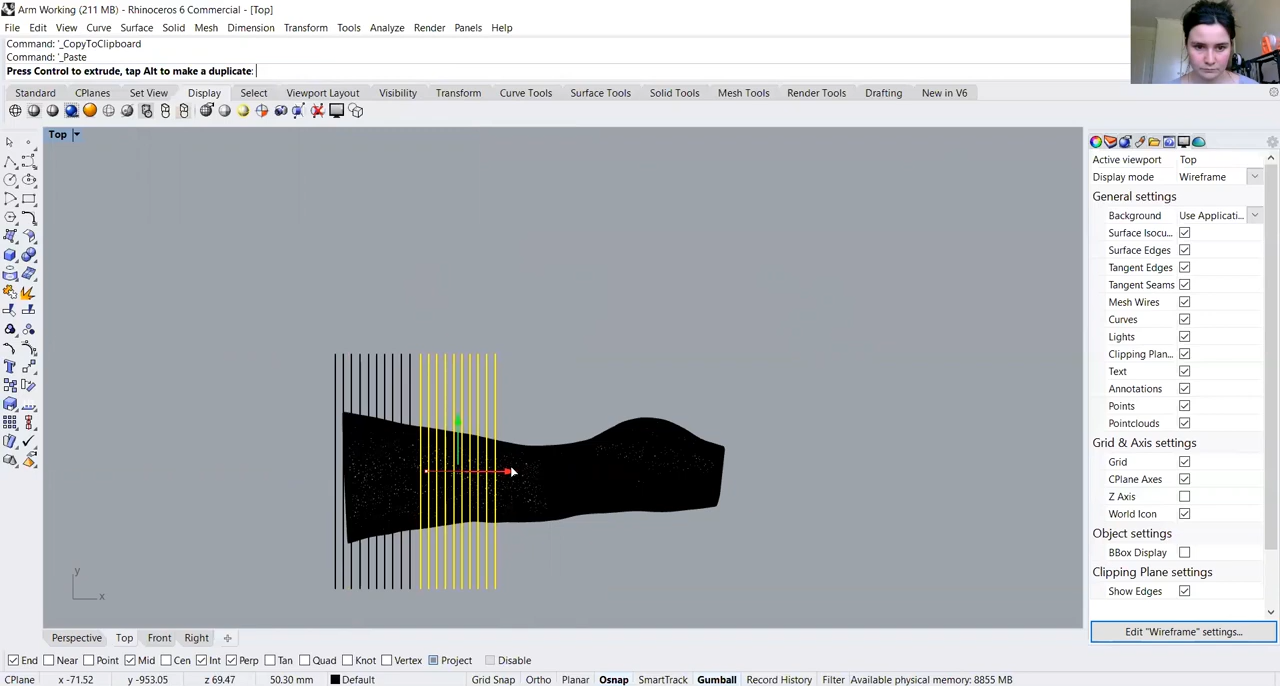 Arm Working (211 MB) - Rhinoceros 6 Commercial - [Top]
File Edit View Curve Surface Solid Mesh Dimension Transform Tools Analyze Render Panels Help
Command: '_CopyToClipboard
Command: '_Paste
Press Control to extrude, tap Alt to make a duplicate:
Standard CPlanes Set View Display Select Viewport Layout Visibility Transform Curve Tools Surface Tools Solid Tools Mesh Tools Render Tools Drafting New in V6
Top
Active viewport Top
Display mode Wireframe
General settings
Background Use Applicati...
Surface Isocu...
Surface Edges
Tangent Edges
Tangent Seams
Mesh Wires
Curves
Lights
Clipping Plan...
Text
Annotations
Points
Pointclouds
Grid & Axis settings
Grid
CPlane Axes
Z Axis
World Icon
Object settings
BBox Display
Clipping Plane settings
Show Edges
Edit "Wireframe" settings...
y
x
Perspective Top Front Right
End Near Point Mid Cen Int Perp Tan Quad Knot Vertex Project Disable
CPlane x -71.52 y -953.05 z 69.47 50.30 mm Default Grid Snap Ortho Planar Osnap SmartTrack Gumball Record History Filter Available physical memory: 8855 MB